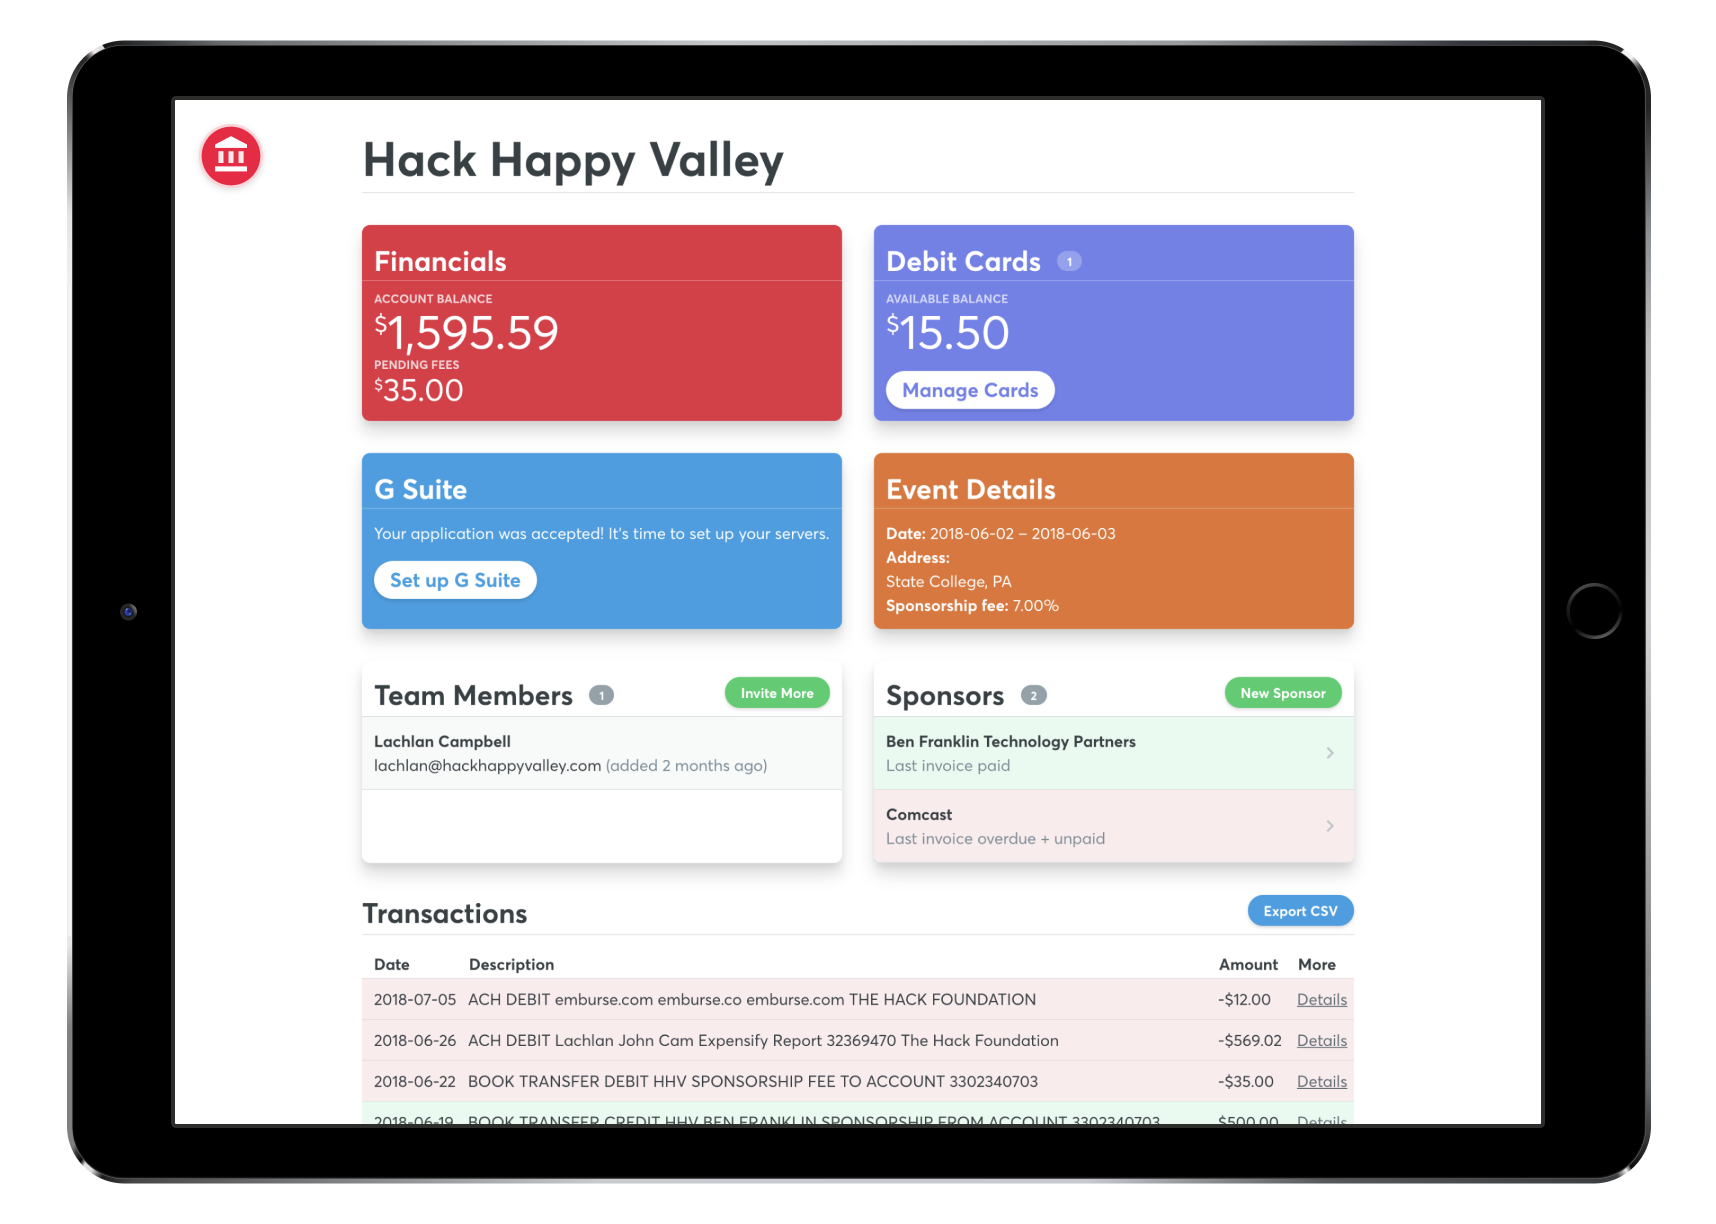 Hack Happy Valley
Financials
ACCOUNT BALANCE
$1,595.59
PENDING FEES
$35.00
Debit Cards 1
AVAILABLE BALANCE
$15.50
Manage Cards
G Suite
Your application was accepted! It's time to set up your servers.
Set up G Suite
Event Details
Date: 2018-06-02 – 2018-06-03
Address:
State College, PA
Sponsorship fee: 7.00%
Team Members 1 Invite More
Lachlan Campbell
lachlan@hackhappyvalley.com (added 2 months ago)
Sponsors 2 New Sponsor
Ben Franklin Technology Partners
Last invoice paid
Comcast
Last invoice overdue + unpaid
Transactions Export CSV
Date Description Amount More
2018-07-05 ACH DEBIT emburse.com emburse.co emburse.com THE HACK FOUNDATION -$12.00 Details
2018-06-26 ACH DEBIT Lachlan John Cam Expensify Report 32369470 The Hack Foundation -$569.02 Details
2018-06-22 BOOK TRANSFER DEBIT HHV SPONSORSHIP FEE TO ACCOUNT 3302340703 -$35.00 Details
2018-06-19 BOOK TRANSFER CREDIT HHV BEN FRANKLIN SPONSORSHIP FROM ACCOUNT 3302340703 $500.00 Details